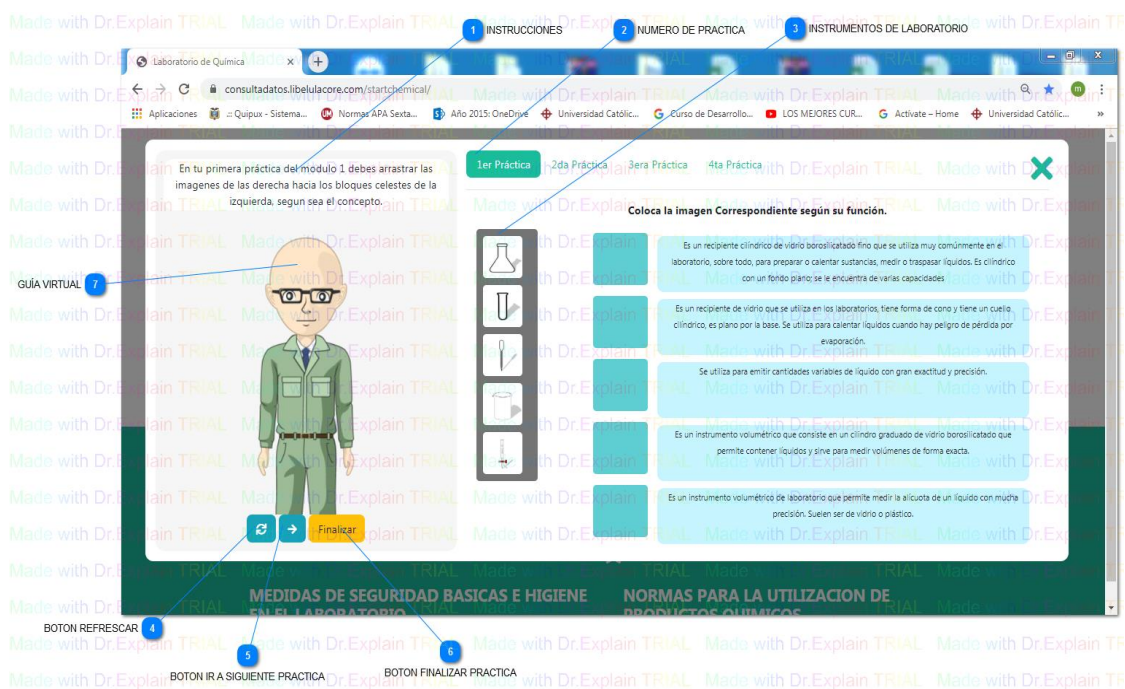 1 INSTRUCCIONES
2 NUMERO DE PRACTICA
3 INSTRUMENTOS DE LABORATORIO
Laboratorio de Química
consultadatos.libelulacore.com/startchemical/
m
Aplicaciones
.:: Quipux - Sistema...
Normas APA Sexta...
Año 2015: OneDrive
Universidad Católic...
Curso de Desarrollo...
LOS MEJORES CUR...
Activate – Home
Universidad Católic...
»
En tu primera práctica del módulo 1 debes arrastrar las
imagenes de las derecha hacia los bloques celestes de la
izquierda, segun sea el concepto.
1er Práctica
2da Práctica
3era Práctica
4ta Práctica
Coloca la imagen Correspondiente según su función.
Es un recipiente clíndrico de vidrio borosilicatado fino que se utiliza muy comúnmente en el
laboratorio, sobre todo, para preparar o calentar sustancias, medir o traspasar líquidos. Es cilíndrico
con un fondo plano; se le encuentra de varias capacidades
Es un recipiente de vidrio que se utiliza en los laboratorios, tiene forma de cono y tiene un cuello
cilíndrico, es plano por la base. Se utiliza para calentar líquidos cuando hay peligro de pérdida por
evaporación.
Se utiliza para emitir cantidades variables de líquido con gran exactitud y precisión.
Es un instrumento volumétrico que consiste en un cilindro graduado de vidrio borosilicatado que
permite contener líquidos y sirve para medir volúmenes de forma exacta.
Es un instrumento volumétrico de laboratorio que permite medir la alícuota de un líquido con mucha
precisión. Suelen ser de vidrio o plástico.
GUÍA VIRTUAL 7
Finalizar
MEDIDAS DE SEGURIDAD BASICAS E HIGIENE
EN EL LABORATORIO
NORMAS PARA LA UTILIZACION DE
PRODUCTOS QUIMICOS
BOTON REFRESCAR 4
5
BOTON IR A SIGUIENTE PRACTICA
6
BOTON FINALIZAR PRACTICA
Made with Dr.Explain TRIAL